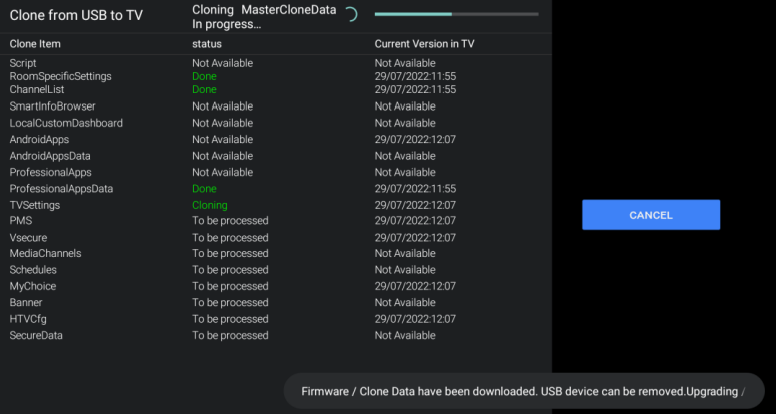 Clone from USB to TV
Cloning MasterCloneData
In progress...
Clone Item status Current Version in TV
Script Not Available Not Available
RoomSpecificSettings Done 29/07/2022:11:55
ChannelList Done 29/07/2022:11:55
SmartInfoBrowser Not Available Not Available
LocalCustomDashboard Not Available Not Available
AndroidApps Not Available 29/07/2022:12:07
AndroidAppsData Not Available Not Available
ProfessionalApps Not Available Not Available
ProfessionalAppsData Done 29/07/2022:11:55
TVSettings Cloning 29/07/2022:12:07
PMS To be processed 29/07/2022:12:07
Vsecure To be processed 29/07/2022:12:07
MediaChannels To be processed Not Available
Schedules To be processed Not Available
MyChoice To be processed 29/07/2022:12:07
Banner To be processed Not Available
HTVCfg To be processed 29/07/2022:12:07
SecureData To be processed Not Available
CANCEL
Firmware / Clone Data have been downloaded. USB device can be removed.Upgrading /